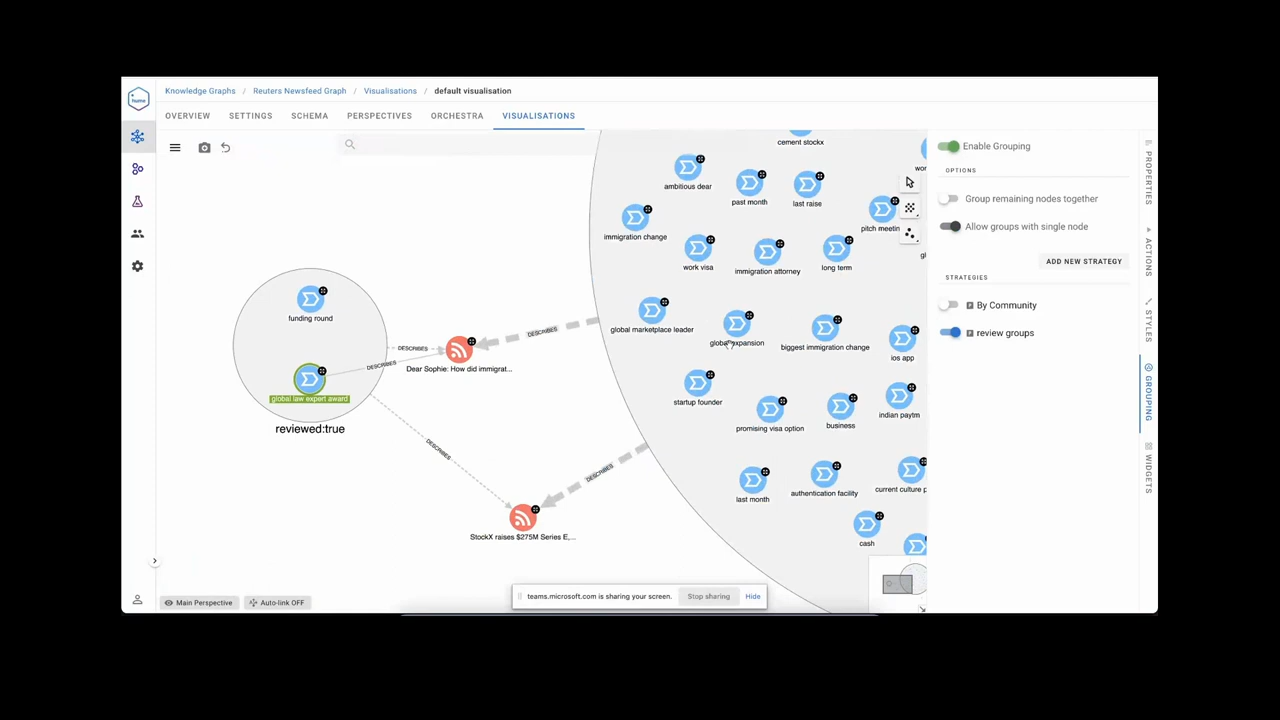 hume
Knowledge Graphs / Reuters Newsfeed Graph / Visualisations / default visualisation
OVERVIEW SETTINGS SCHEMA PERSPECTIVES ORCHESTRA VISUALISATIONS
cement stockx
ambitious dear
past month
last raise
pitch meetin
immigration change
work visa
immigration attorney
long term
global marketplace leader
global expansion
biggest immigration change
ios app
startup founder
promising visa option
business
indian paytm
last month
authentication facility
current culture p
cash
funding round
global law expert award
reviewed:true
DESCRIBES
DESCRIBES
DESCRIBES
Dear Sophie: How did immigrat...
DESCRIBES
DESCRIBES
StockX raises $275M Series E,...
Enable Grouping
OPTIONS
Group remaining nodes together
Allow groups with single node
ADD NEW STRATEGY
STRATEGIES
By Community
review groups
PROPERTIES
ACTIONS
STYLES
GROUPING
WIDGETS
Main Perspective
Auto-link OFF
teams.microsoft.com is sharing your screen. Stop sharing Hide